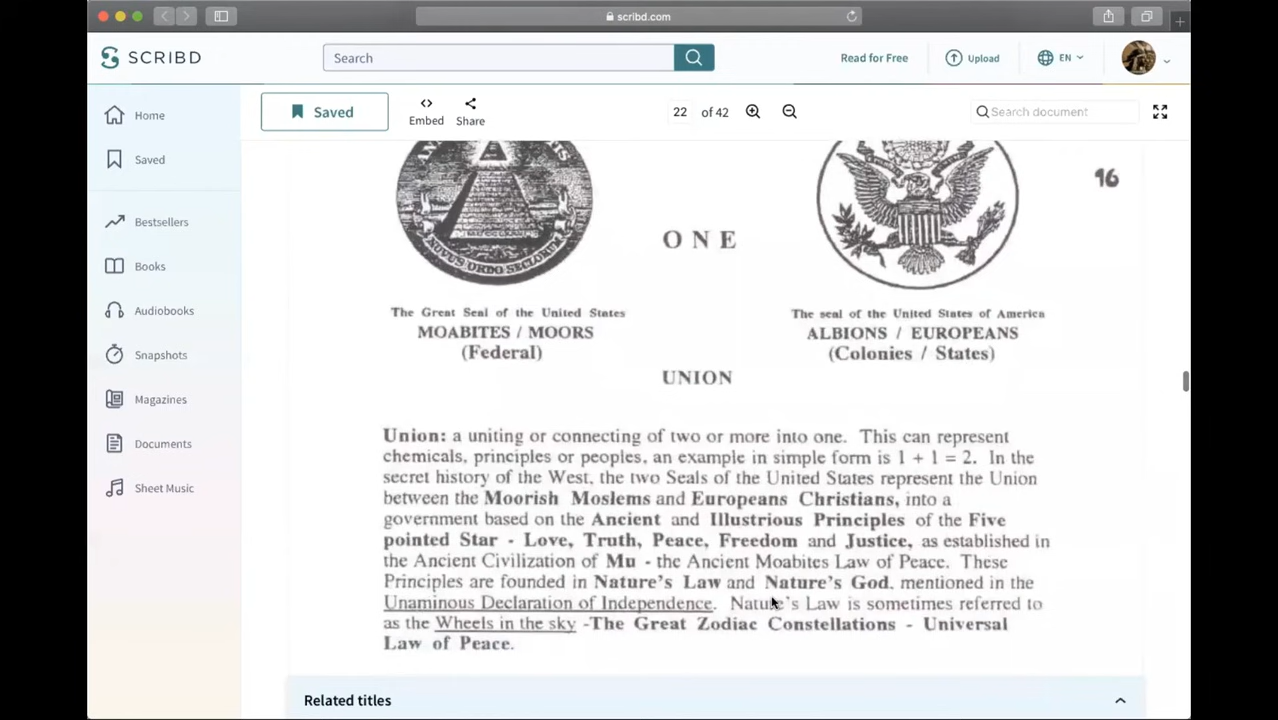 scribd.com
SCRIBD
Search
Read for Free
Upload
EN
Home
Saved
Embed
Share
22 of 42
Search document
Saved
Bestsellers
Books
Audiobooks
Snapshots
Magazines
Documents
Sheet Music
16
NOVUS ORDO SECLORUM
ONE
The Great Seal of the United States
MOABITES / MOORS
(Federal)
The seal of the United States of America
ALBIONS / EUROPEANS
(Colonies / States)
UNION
Union: a uniting or connecting of two or more into one. This can represent
chemicals, principles or peoples, an example in simple form is 1 + 1 = 2. In the
secret history of the West, the two Seals of the United States represent the Union
between the Moorish Moslems and Europeans Christians, into a
government based on the Ancient and Illustrious Principles of the Five
pointed Star - Love, Truth, Peace, Freedom and Justice, as established in
the Ancient Civilization of Mu - the Ancient Moabites Law of Peace. These
Principles are founded in Nature's Law and Nature's God, mentioned in the
Unaminous Declaration of Independence. Nature's Law is sometimes referred to
as the Wheels in the sky -The Great Zodiac Constellations - Universal
Law of Peace.
Related titles